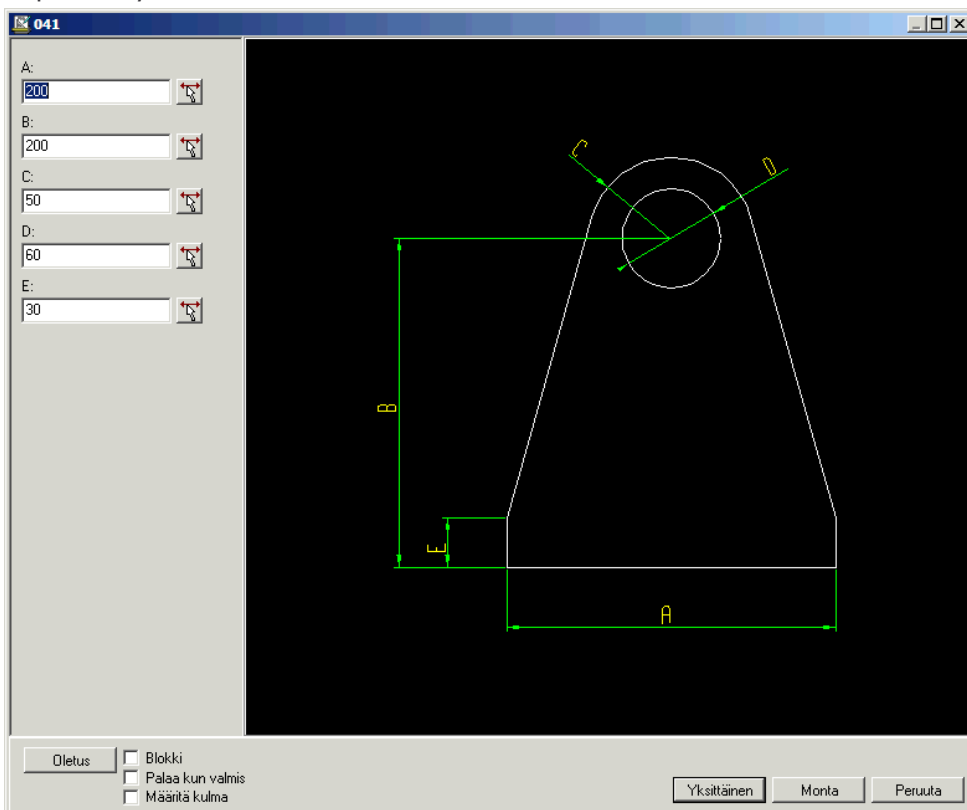 041
A:
200
B:
200
C:
50
D:
60
E:
30
C
D
B
E
A
Oletus
Blokki
Palaa kun valmis
Määritä kulma
Yksittäinen
Monta
Peruuta